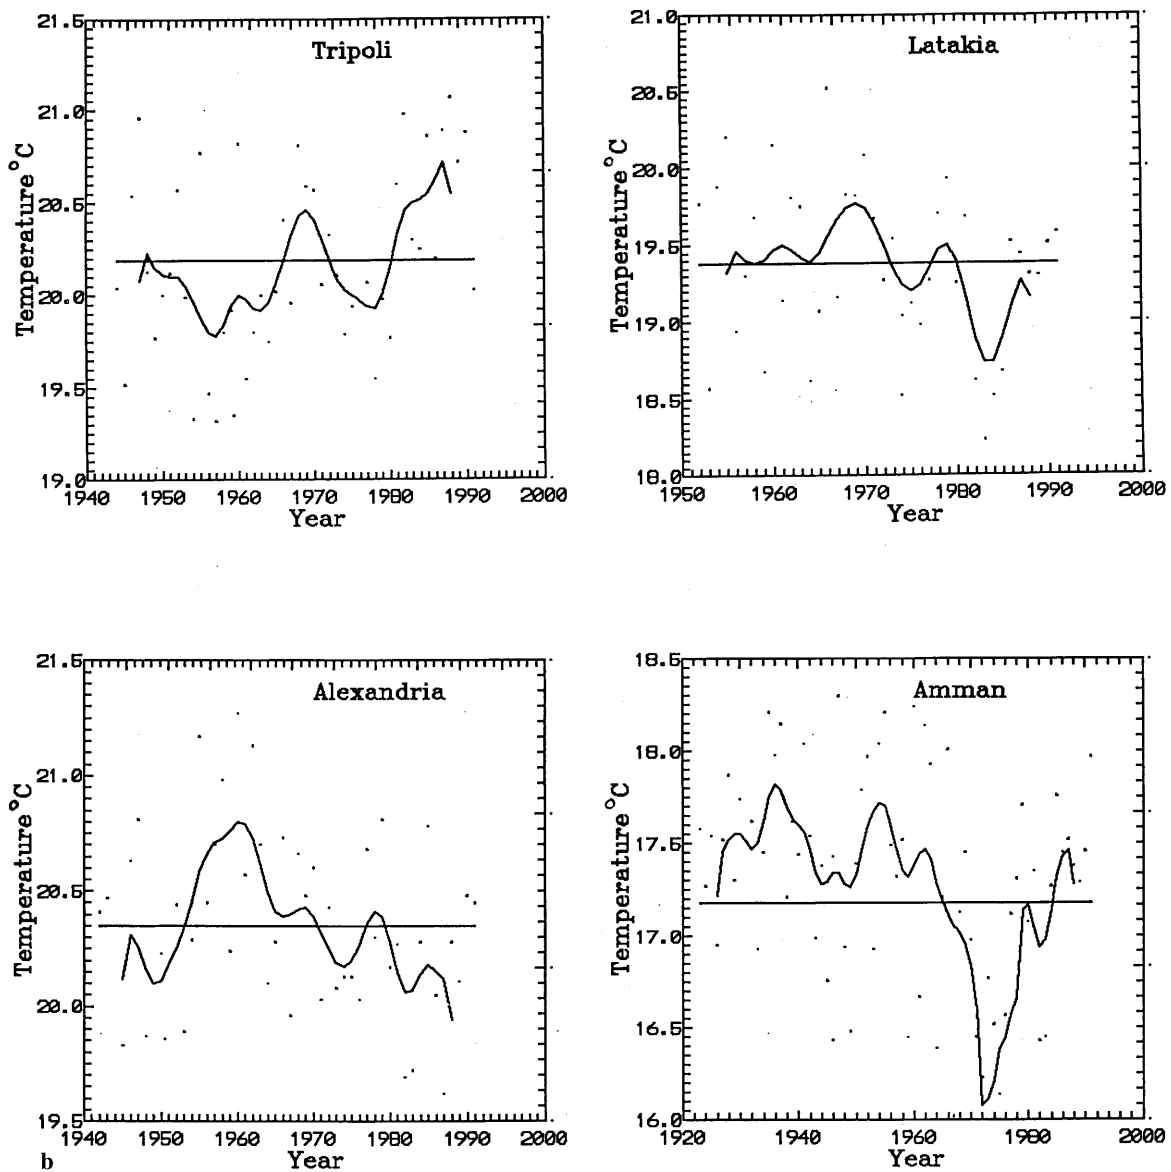 Tripoli
Temperature °C
21.5
21.0
20.5
20.0
19.5
19.0
1940 1950 1960 1970 1980 1990 2000
Year
Latakia
Temperature °C
21.0
20.5
20.0
19.5
19.0
18.5
18.0
1950 1960 1970 1980 1990 2000
Year
Alexandria
Temperature °C
21.5
21.0
20.5
20.0
19.5
1940 1950 1960 1970 1980 1990 2000
Year
Amman
Temperature °C
18.5
18.0
17.5
17.0
16.5
16.0
1920 1940 1960 1980 2000
Year
b